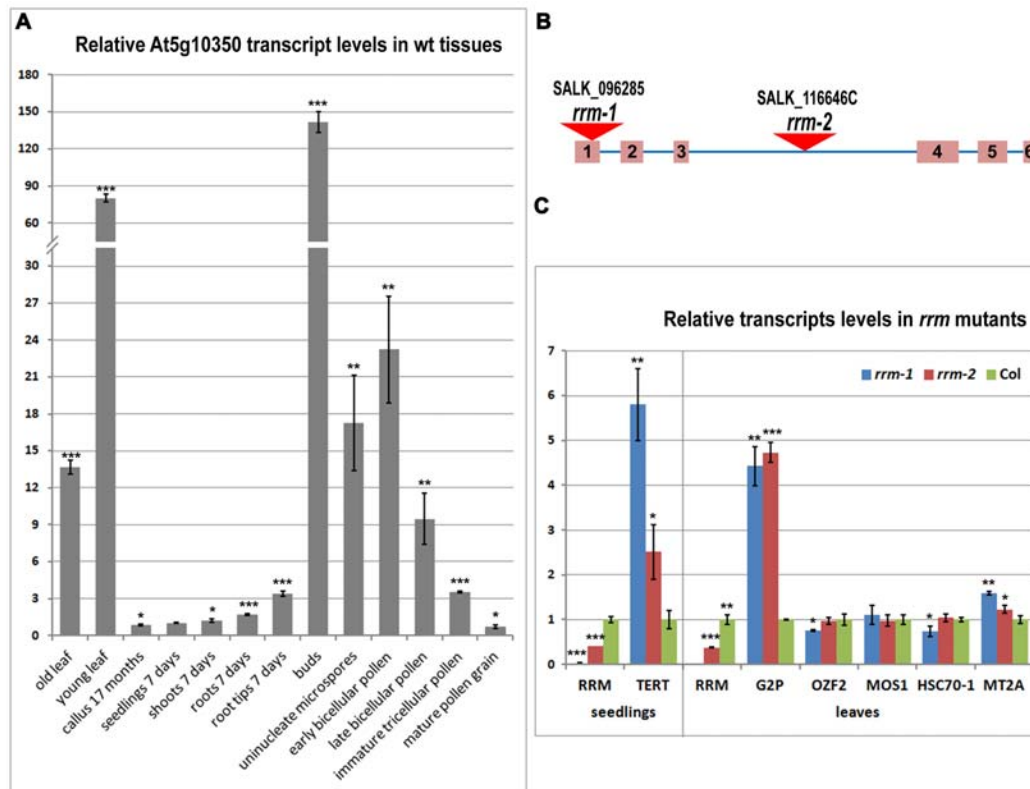 A
Relative At5g10350 transcript levels in wt tissues
180
150
120
90
60
30
27
24
21
18
15
12
9
6
3
0
***
***
*
*
***
***
***
**
**
**
***
*
old leaf
young leaf
callus 17 months
seedlings 7 days
shoots 7 days
roots 7 days
root tips 7 days
buds
uninucleate microspores
early bicellular pollen
late bicellular pollen
immature tricellular pollen
mature pollen grain
B
SALK_096285
rrm-1
SALK_116646C
rrm-2
1 2 3 4 5 6
C
Relative transcripts levels in rrm mutants
rrm-1 rrm-2 Col
7
6
5
4
3
2
1
0
*** *** ** * *** ** ** *** * * ** *
RRM TERT RRM G2P OZF2 MOS1 HSC70-1 MT2A
seedlings leaves